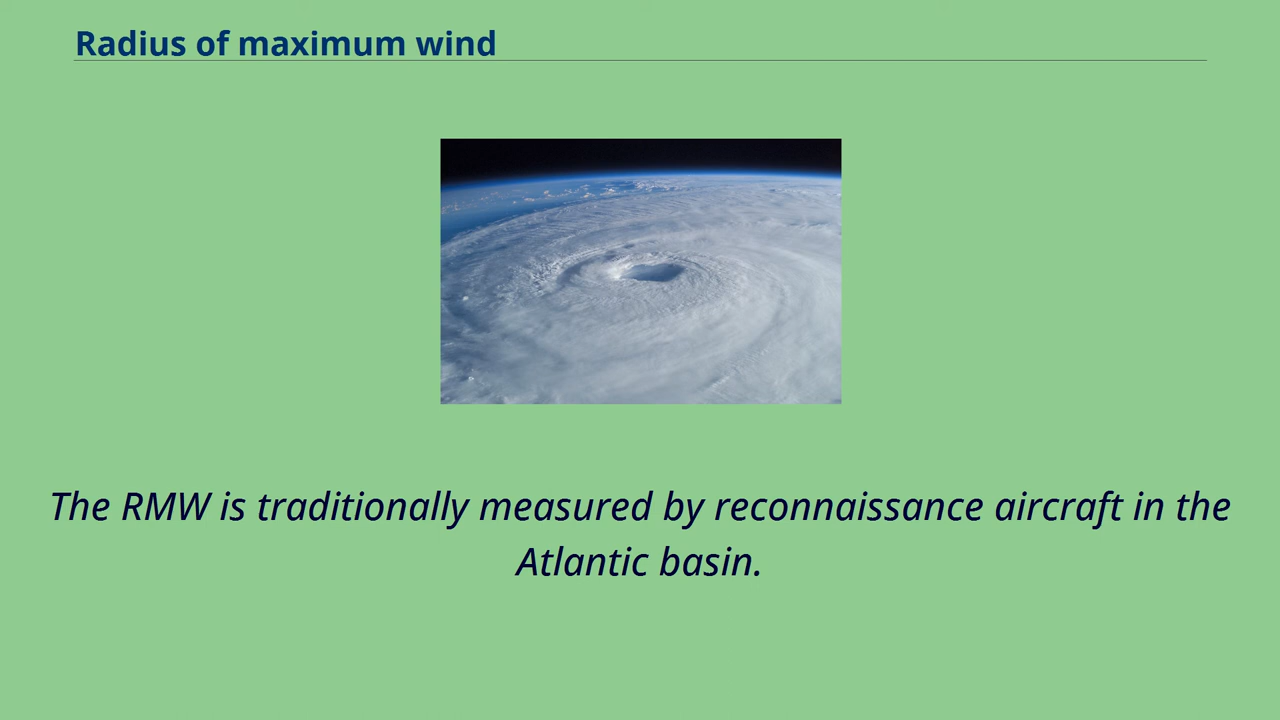 Radius of maximum wind
The RMW is traditionally measured by reconnaissance aircraft in the
Atlantic basin.